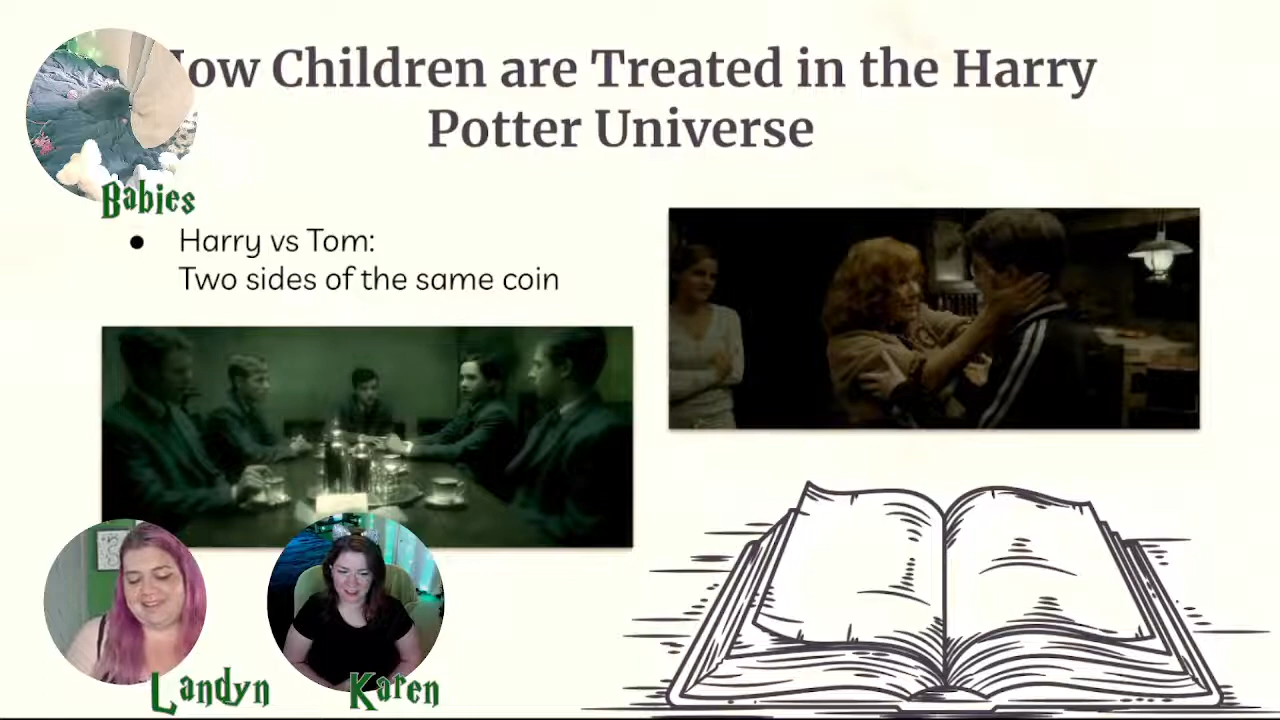 How Children are Treated in the Harry
Potter Universe
Babies
● Harry vs Tom:
Two sides of the same coin
Landyn
Karen